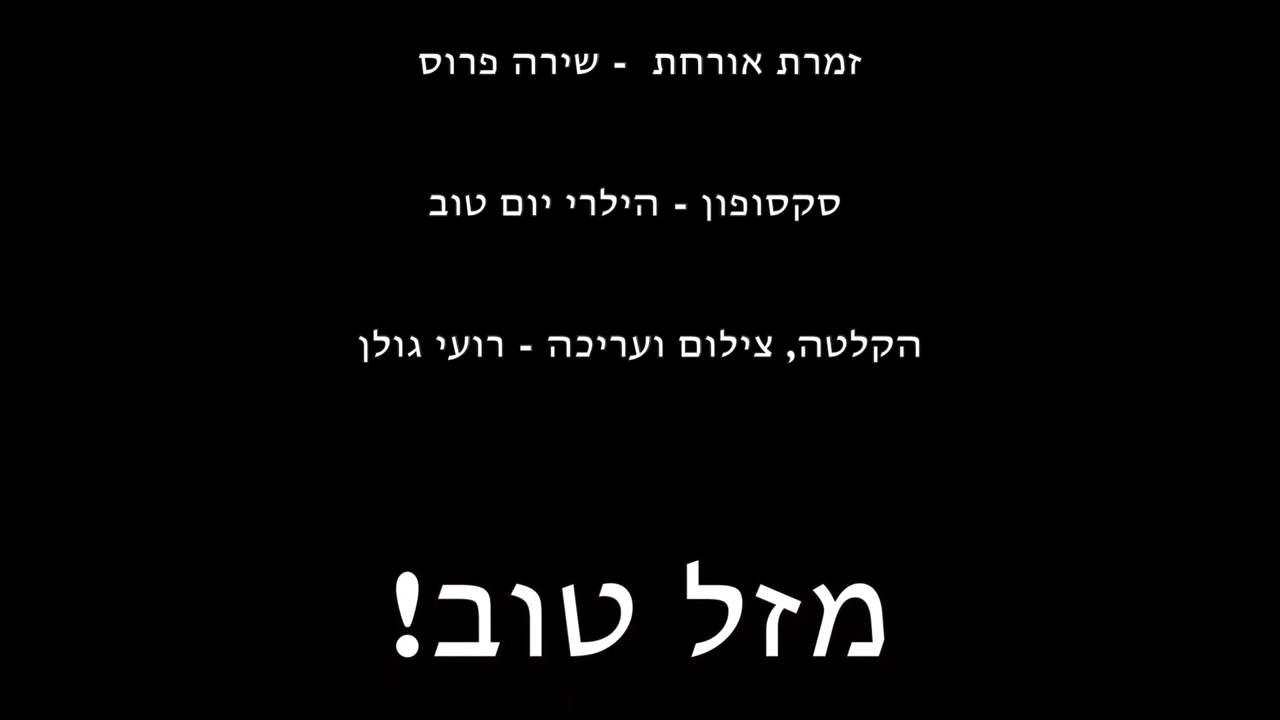 זמרת אורחת - שירה פרוס
סקסופון - הילרי יום טוב
הקלטה, צילום ועריכה - רועי גולן
מזל טוב!